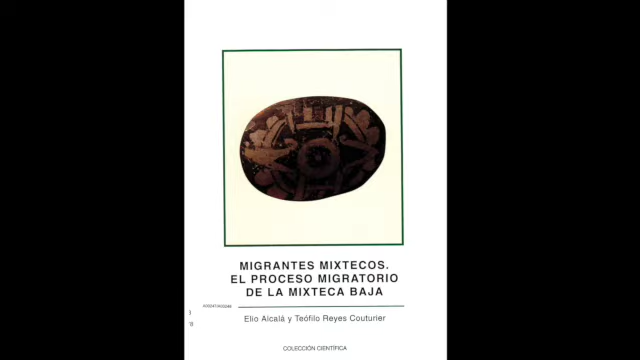 MIGRANTES MIXTECOS.
EL PROCESO MIGRATORIO
DE LA MIXTECA BAJA
Elio Alcalá y Teófilo Reyes Couturier
COLECCIÓN CIENTÍFICA